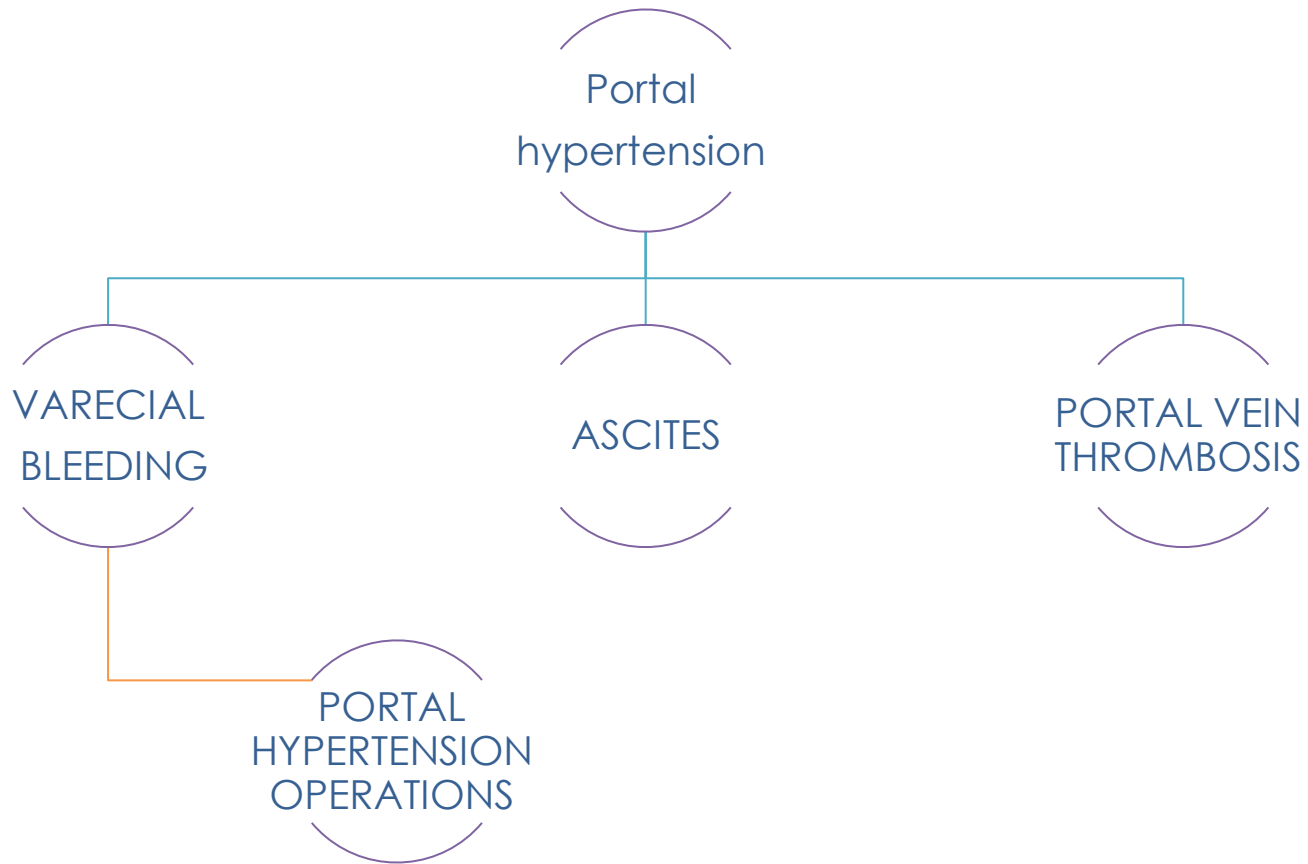 Portal
hypertension
VARECIAL
BLEEDING
ASCITES
PORTAL VEIN
THROMBOSIS
PORTAL
HYPERTENSION
OPERATIONS